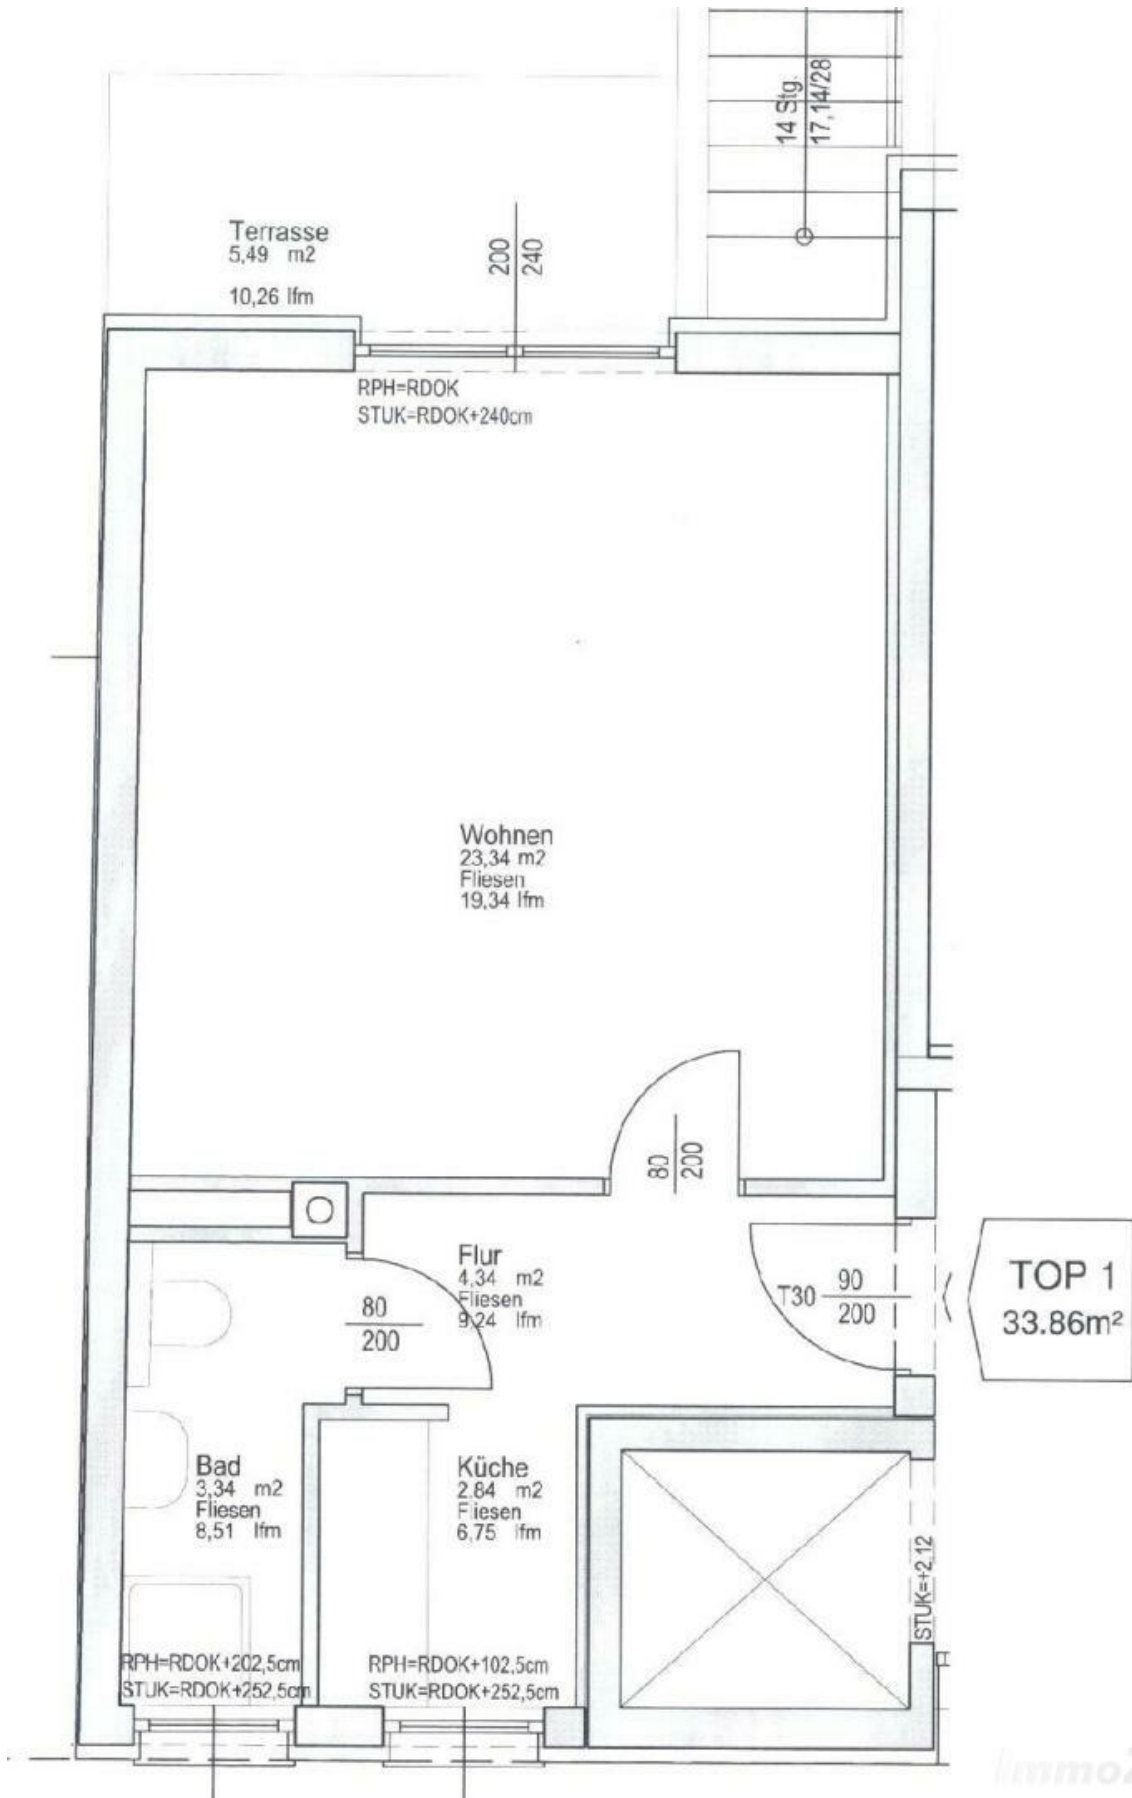 14 Stg.
17,14/28
Terrasse
5,49 m2
10,26 lfm
200
240
RPH=RDOK
STUK=RDOK+240cm
Wohnen
23,34 m2
Fliesen
19,34 lfm
80
200
Flur
4,34 m2
Fliesen
9,24 lfm
80
200
T30
90
200
TOP 1
33.86m²
Bad
3,34 m2
Fliesen
8,51 lfm
Küche
2.84 m2
Fliesen
6,75 lfm
STUK=+2,12
RPH=RDOK+202,5cm
STUK=RDOK+252,5cm
RPH=RDOK+102.5cm
STUK=RDOK+252,5cm